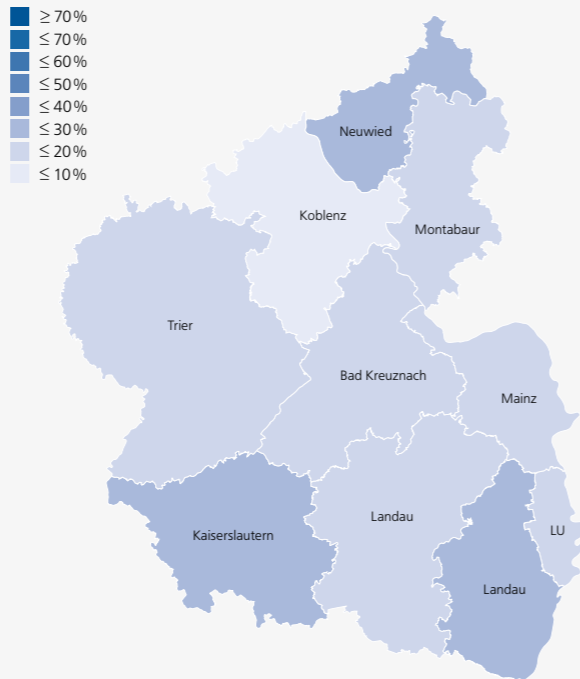 ≥ 70 %
≤ 70 %
≤ 60 %
≤ 50 %
≤ 40 %
≤ 30 %
≤ 20 %
≤ 10 %
Neuwied
Koblenz
Montabaur
Trier
Bad Kreuznach
Mainz
Landau
LU
Kaiserslautern
Landau